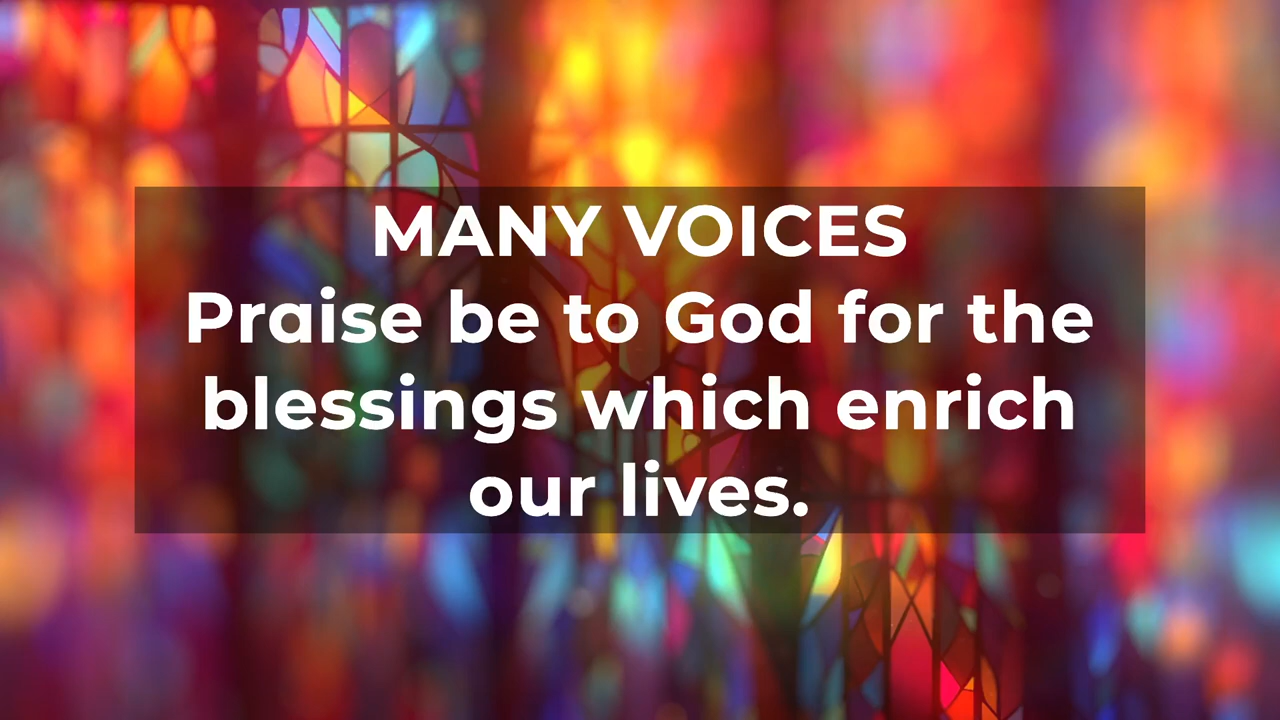 MANY VOICES
Praise be to God for the
blessings which enrich
our lives.